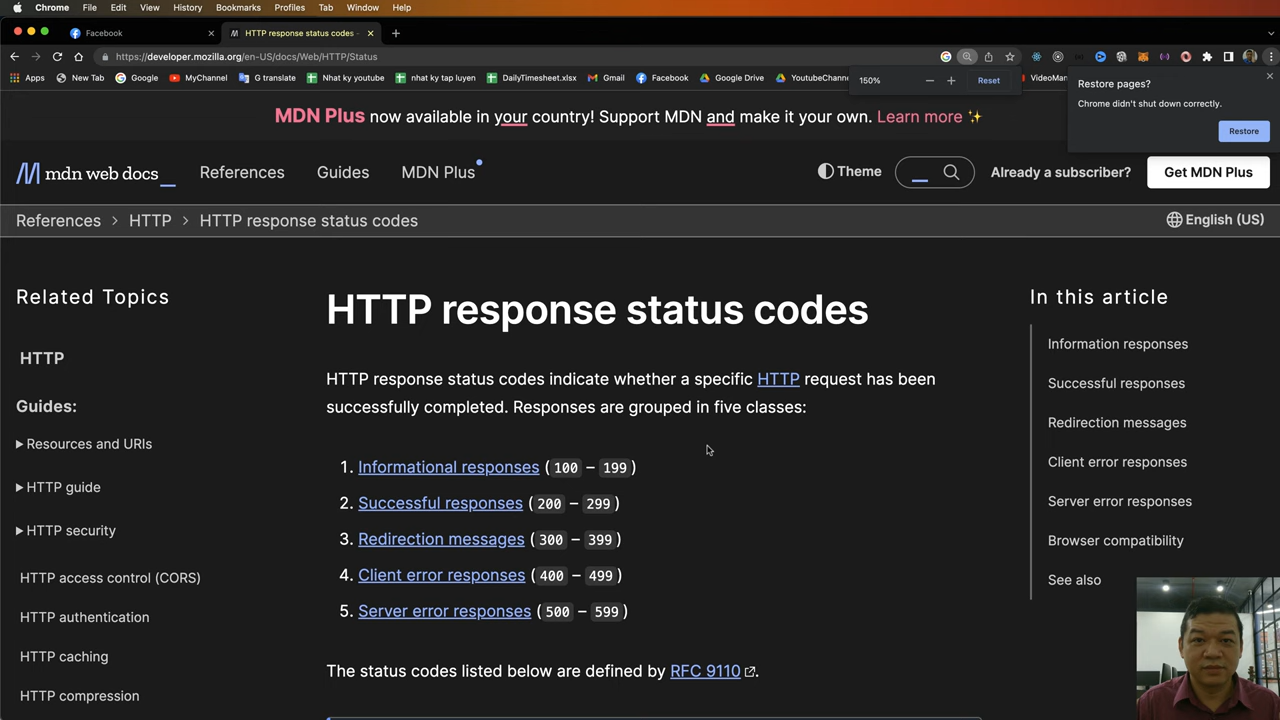 Chrome File Edit View History Bookmarks Profiles Tab Window Help
Facebook
HTTP response status codes -
https://developer.mozilla.org/en-US/docs/Web/HTTP/Status
Apps New Tab Google MyChannel G translate Nhat ky youtube nhat ky tap luyen DailyTimesheet.xlsx Gmail Facebook Google Drive YoutubeChann
150% Reset
Restore pages?
Chrome didn't shut down correctly.
Restore
MDN Plus now available in your country! Support MDN and make it your own. Learn more ✨
mdn web docs_
References Guides MDN Plus
Theme
Already a subscriber?
Get MDN Plus
References > HTTP > HTTP response status codes
English (US)
Related Topics
HTTP
Guides:
Resources and URIs
HTTP guide
HTTP security
HTTP access control (CORS)
HTTP authentication
HTTP caching
HTTP compression
HTTP response status codes
HTTP response status codes indicate whether a specific HTTP request has been
successfully completed. Responses are grouped in five classes:
1. Informational responses (100 – 199)
2. Successful responses (200 – 299)
3. Redirection messages (300 – 399)
4. Client error responses (400 – 499)
5. Server error responses (500 – 599)
The status codes listed below are defined by RFC 9110.
In this article
Information responses
Successful responses
Redirection messages
Client error responses
Server error responses
Browser compatibility
See also